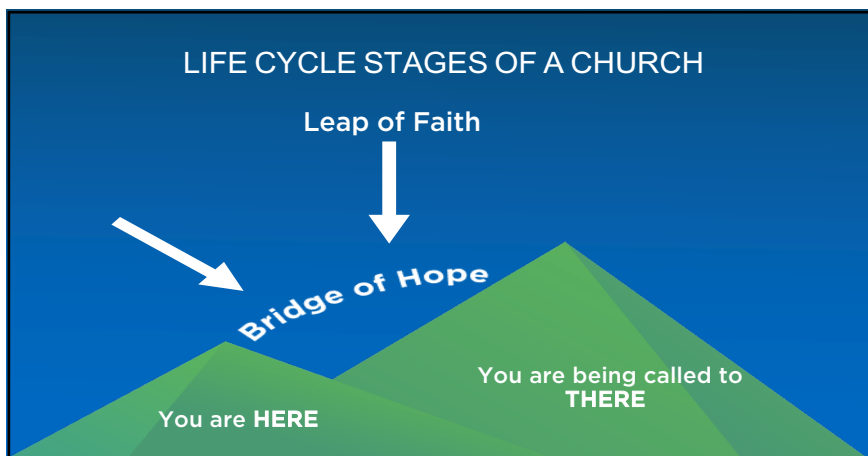 LIFE CYCLE STAGES OF A CHURCH
Leap of Faith
Bridge of Hope
You are being called to
THERE
You are HERE